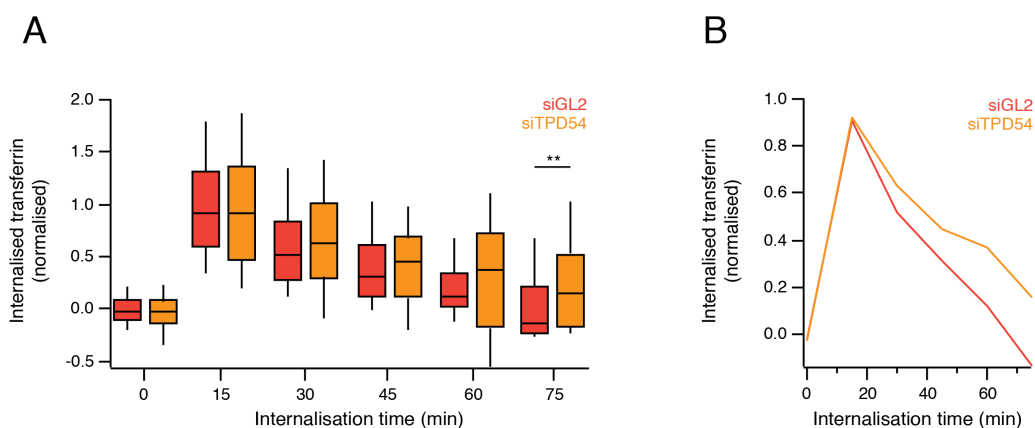 A
2.0
1.5
1.0
0.5
0.0
-0.5
Internalised transferrin
(normalised)
siGL2
siTPD54
**
0 15 30 45 60 75
Internalisation time (min)
B
1.0
0.8
0.6
0.4
0.2
0.0
Internalised transferrin
(normalised)
siGL2
siTPD54
0 20 40 60
Internalisation time (min)